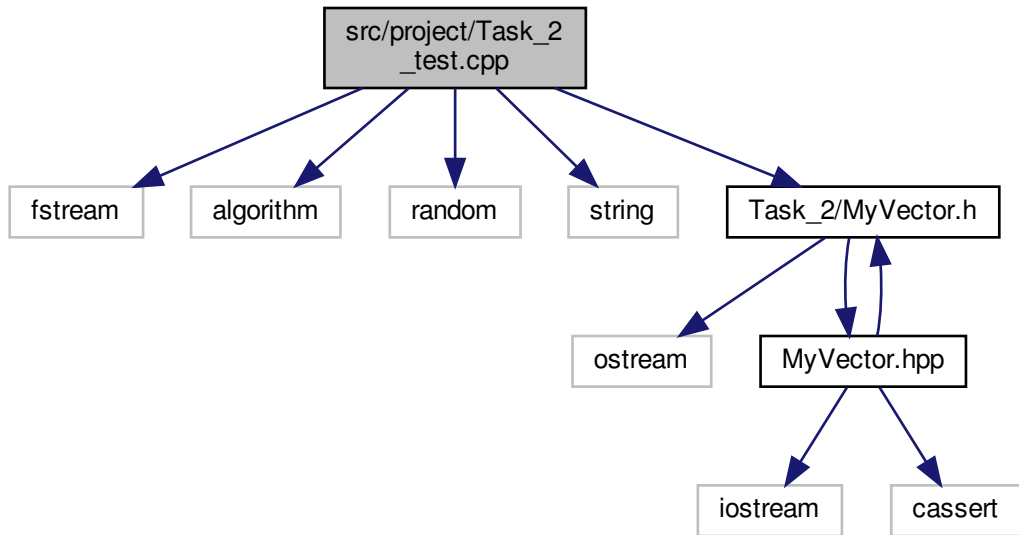 src/project/Task_2
_test.cpp
fstream
algorithm
random
string
Task_2/MyVector.h
ostream
MyVector.hpp
iostream
cassert